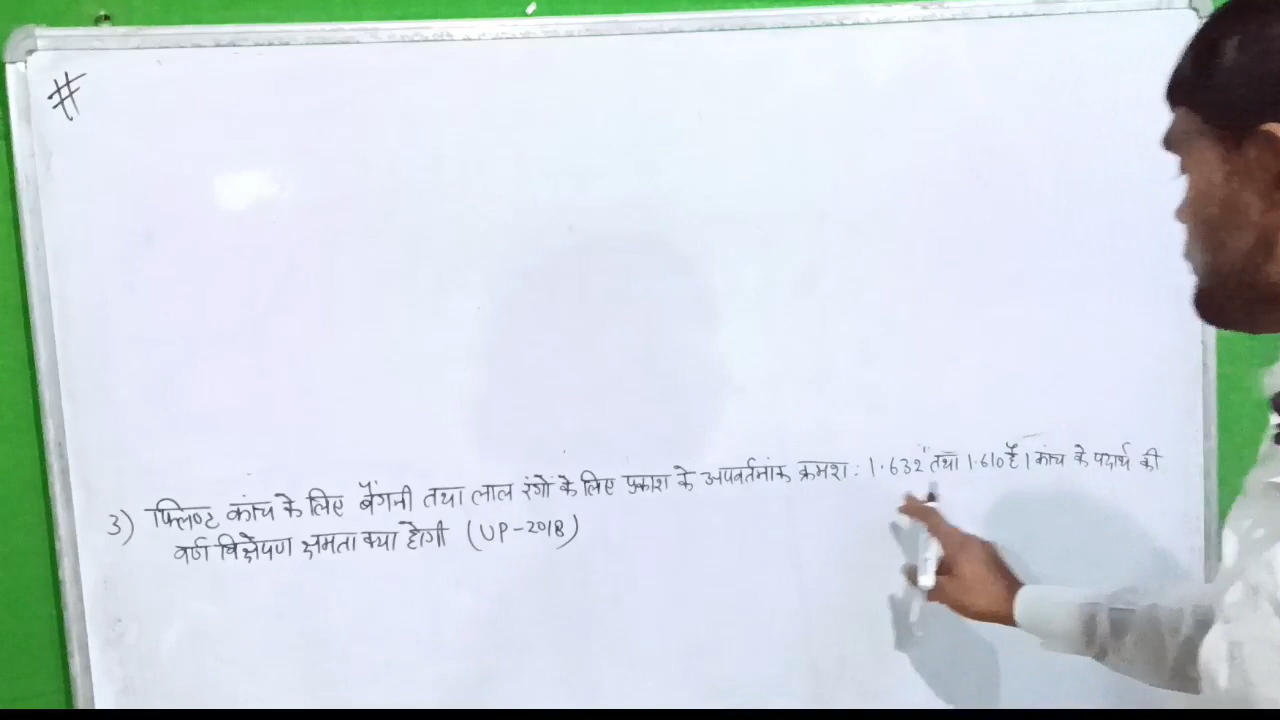 #
3) फ्लिण्ट कांच के लिए बैंगनी तथा लाल रंगो के लिए प्रकाश के अपवर्तनांक क्रमश: 1.632 तथा 1.610 है । कांच के पदार्थ की
वर्ण विक्षेपण क्षमता क्या होगी (UP-2018)